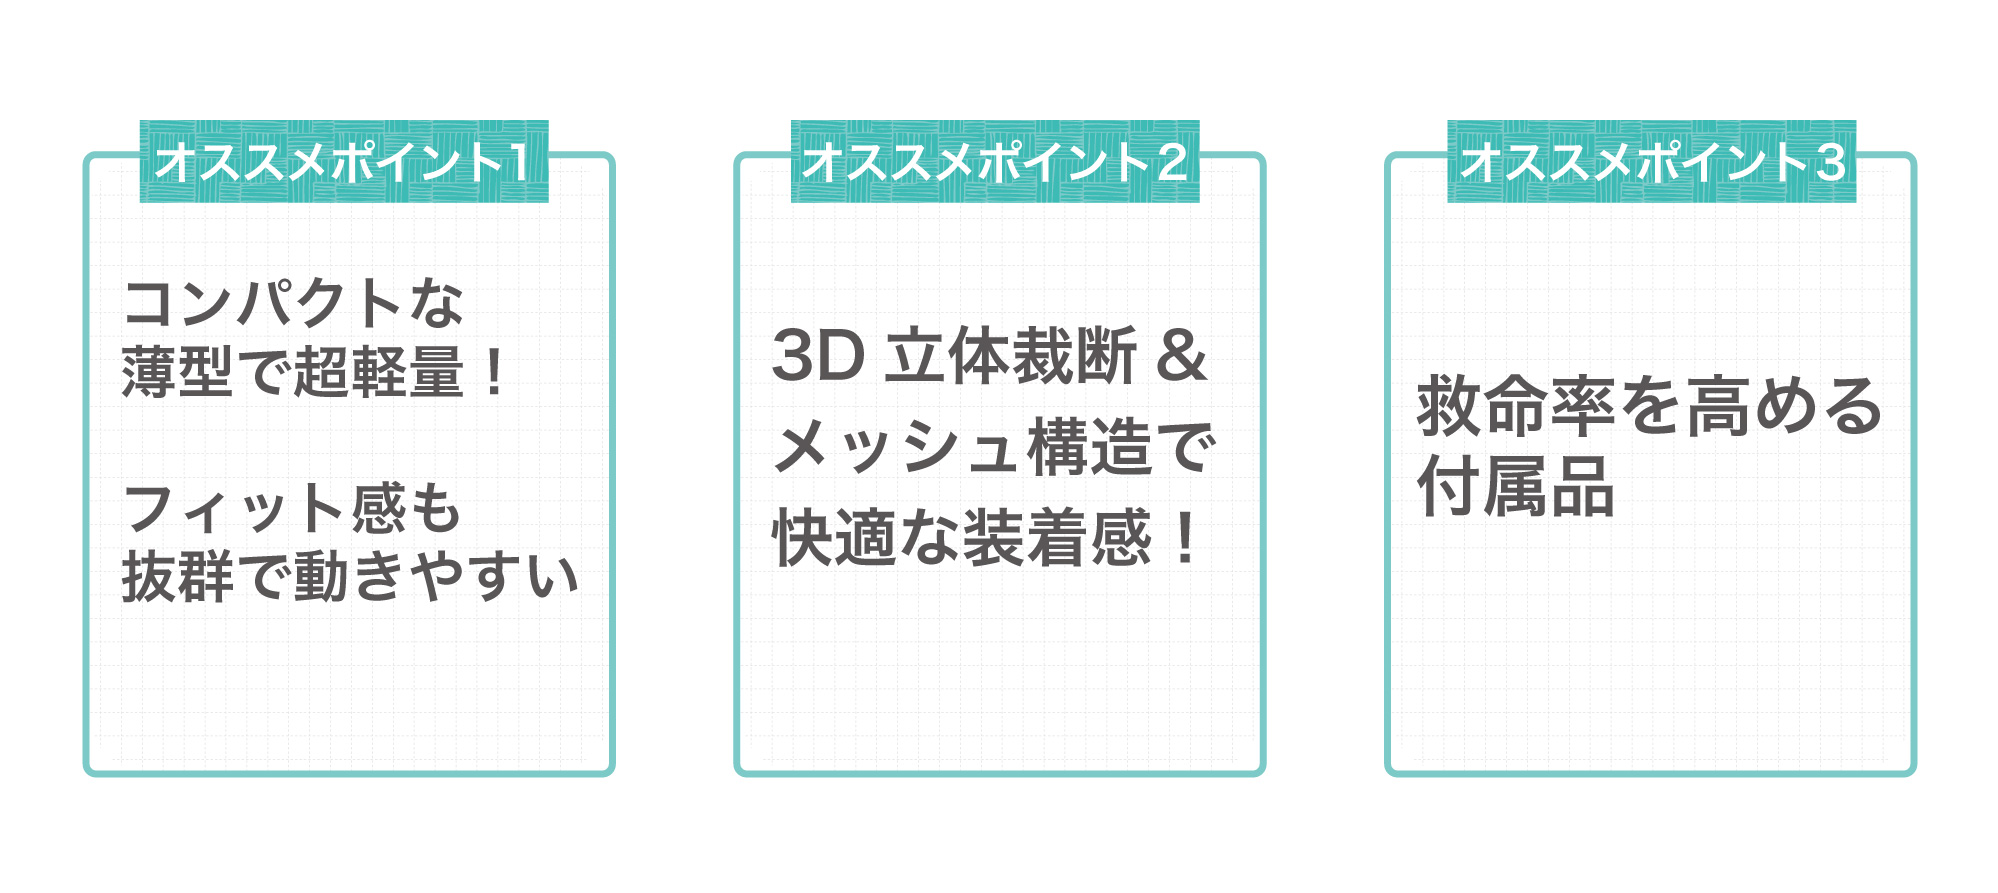 オススメポイント1
コンパクトな
薄型で超軽量！
フィット感も
抜群で動きやすい
オススメポイント2
3D 立体裁断 &
メッシュ構造で
快適な装着感！
オススメポイント3
救命率を高める
付属品